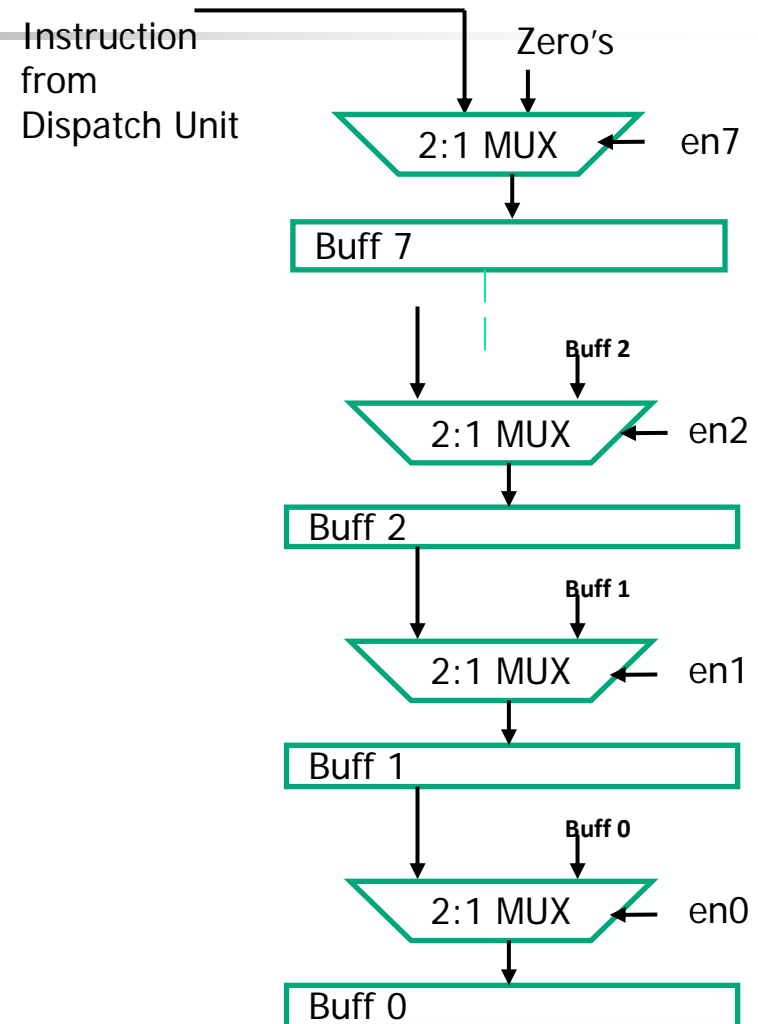 Instruction
from
Dispatch Unit
Zero's
2:1 MUX
en7
Buff 7
Buff 2
2:1 MUX
en2
Buff 2
Buff 1
2:1 MUX
en1
Buff 1
Buff 0
2:1 MUX
en0
Buff 0